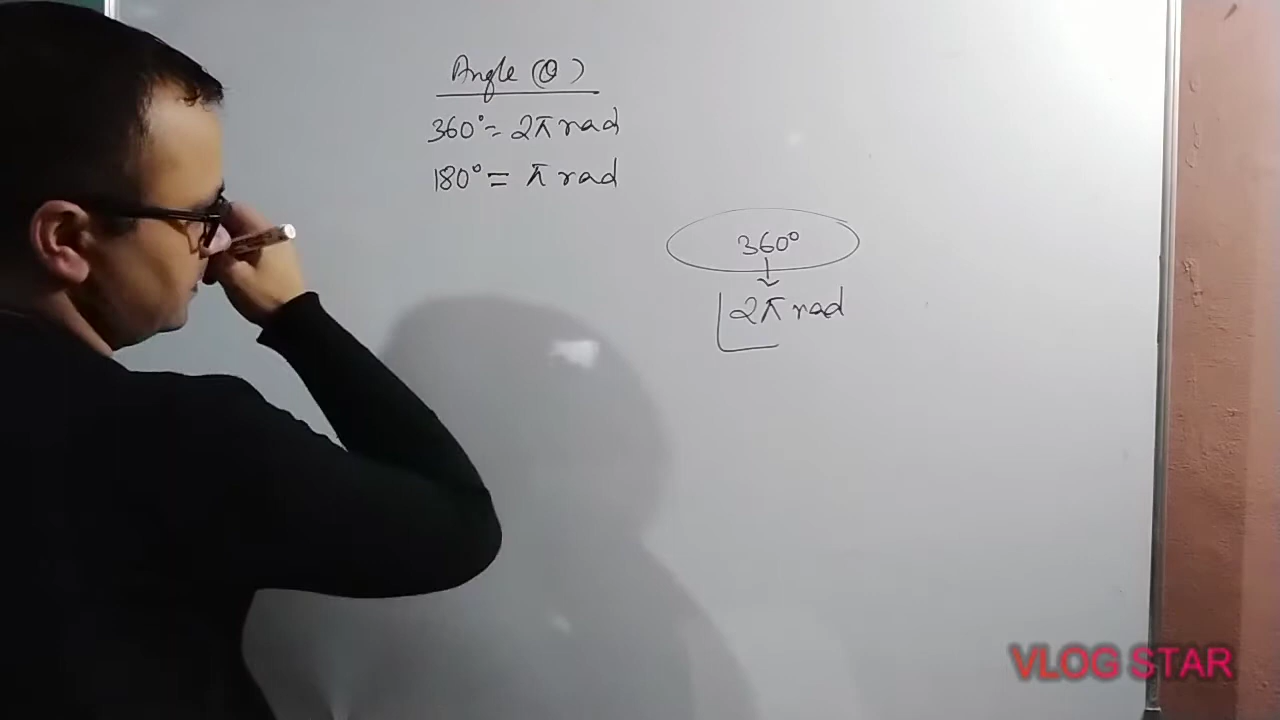 Angle (θ)
360° = 2π rad
180° = π rad
360°
2π rad
VLOG STAR